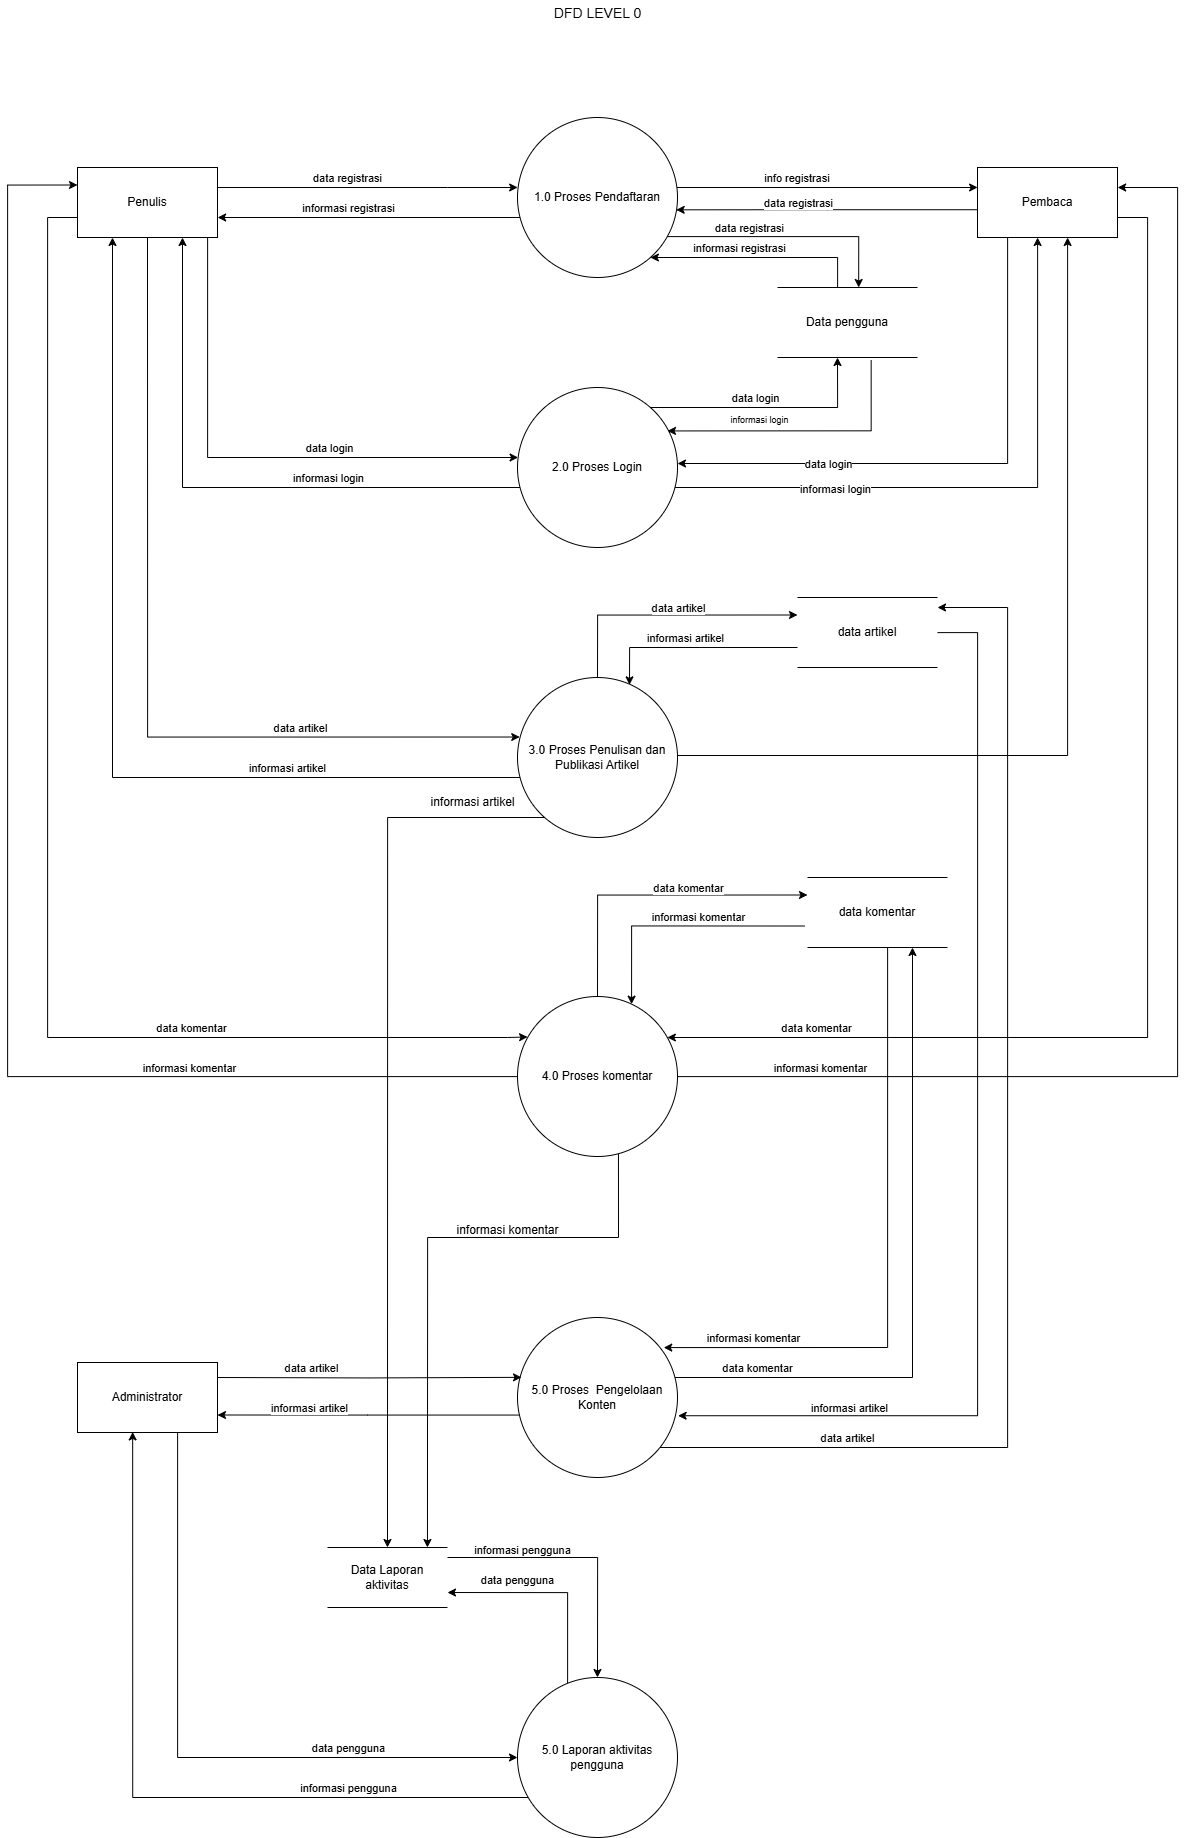 DFD LEVEL 0
data registrasi
info registrasi
Penulis
1.0 Proses Pendaftaran
Pembaca
informasi registrasi
data registrasi
data registrasi
informasi registrasi
Data pengguna
data login
informasi login
data login
2.0 Proses Login
data login
informasi login
informasi login
data artikel
data artikel
informasi artikel
data artikel
3.0 Proses Penulisan dan
Publikasi Artikel
informasi artikel
informasi artikel
data komentar
data komentar
informasi komentar
data komentar
data komentar
informasi komentar
4.0 Proses komentar
informasi komentar
informasi komentar
informasi komentar
data artikel
data komentar
Administrator
5.0 Proses  Pengelolaan
Konten
informasi artikel
informasi artikel
data artikel
informasi pengguna
Data Laporan
aktivitas
data pengguna
data pengguna
5.0 Laporan aktivitas
pengguna
informasi pengguna